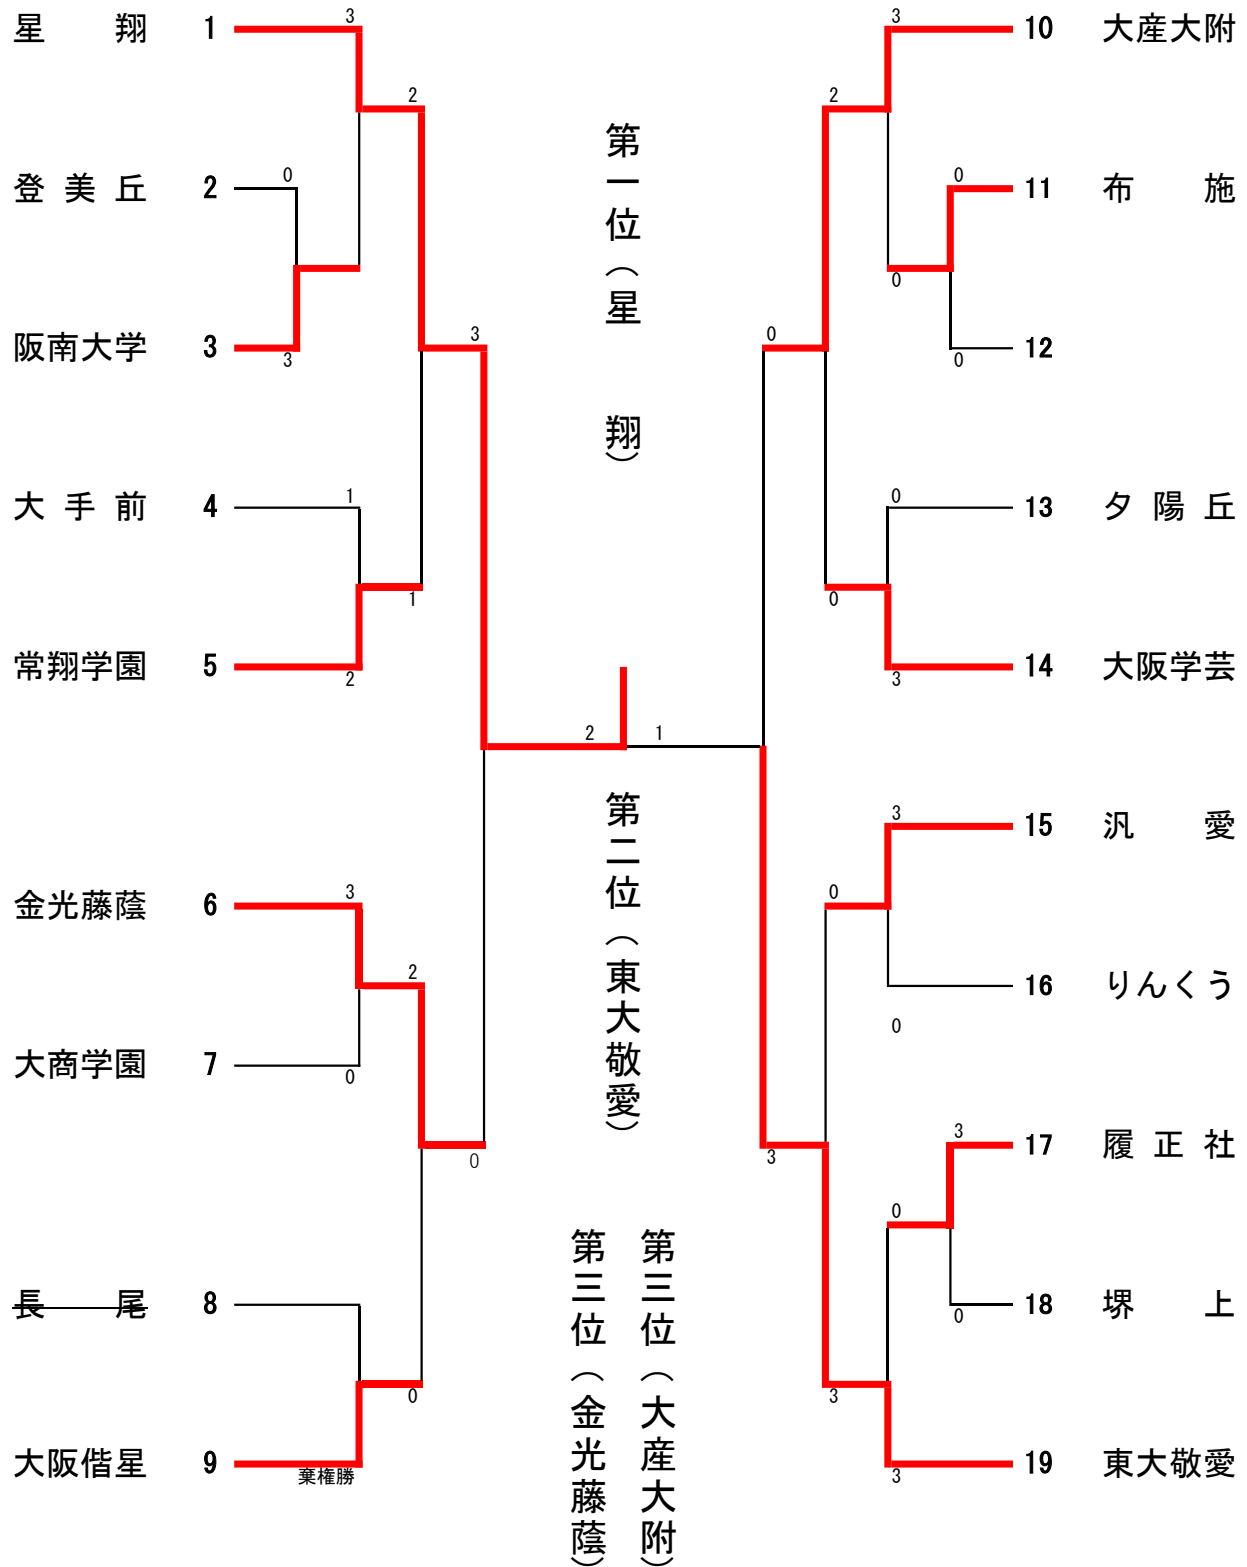 星 翔 1
3
2
登美丘 2
0
阪南大学 3
3
3
大手前 4
1
1
常翔学園 5
2
金光藤蔭 6
3
2
大商学園 7
0
0
長尾 8
0
大阪偕星 9
棄権勝
第一位(星 翔)
2 1
第二位(東大敬愛)
第三位(大産大附)
第三位(金光藤蔭)
10 大産大附
3
2
11 布施
0
0
12
0
0
13 夕陽丘
0
0
14 大阪学芸
3
15 汎愛
3
0
16 りんくう
0
17 履正社
3
3
0
18 堺上
0
3
19 東大敬愛
3